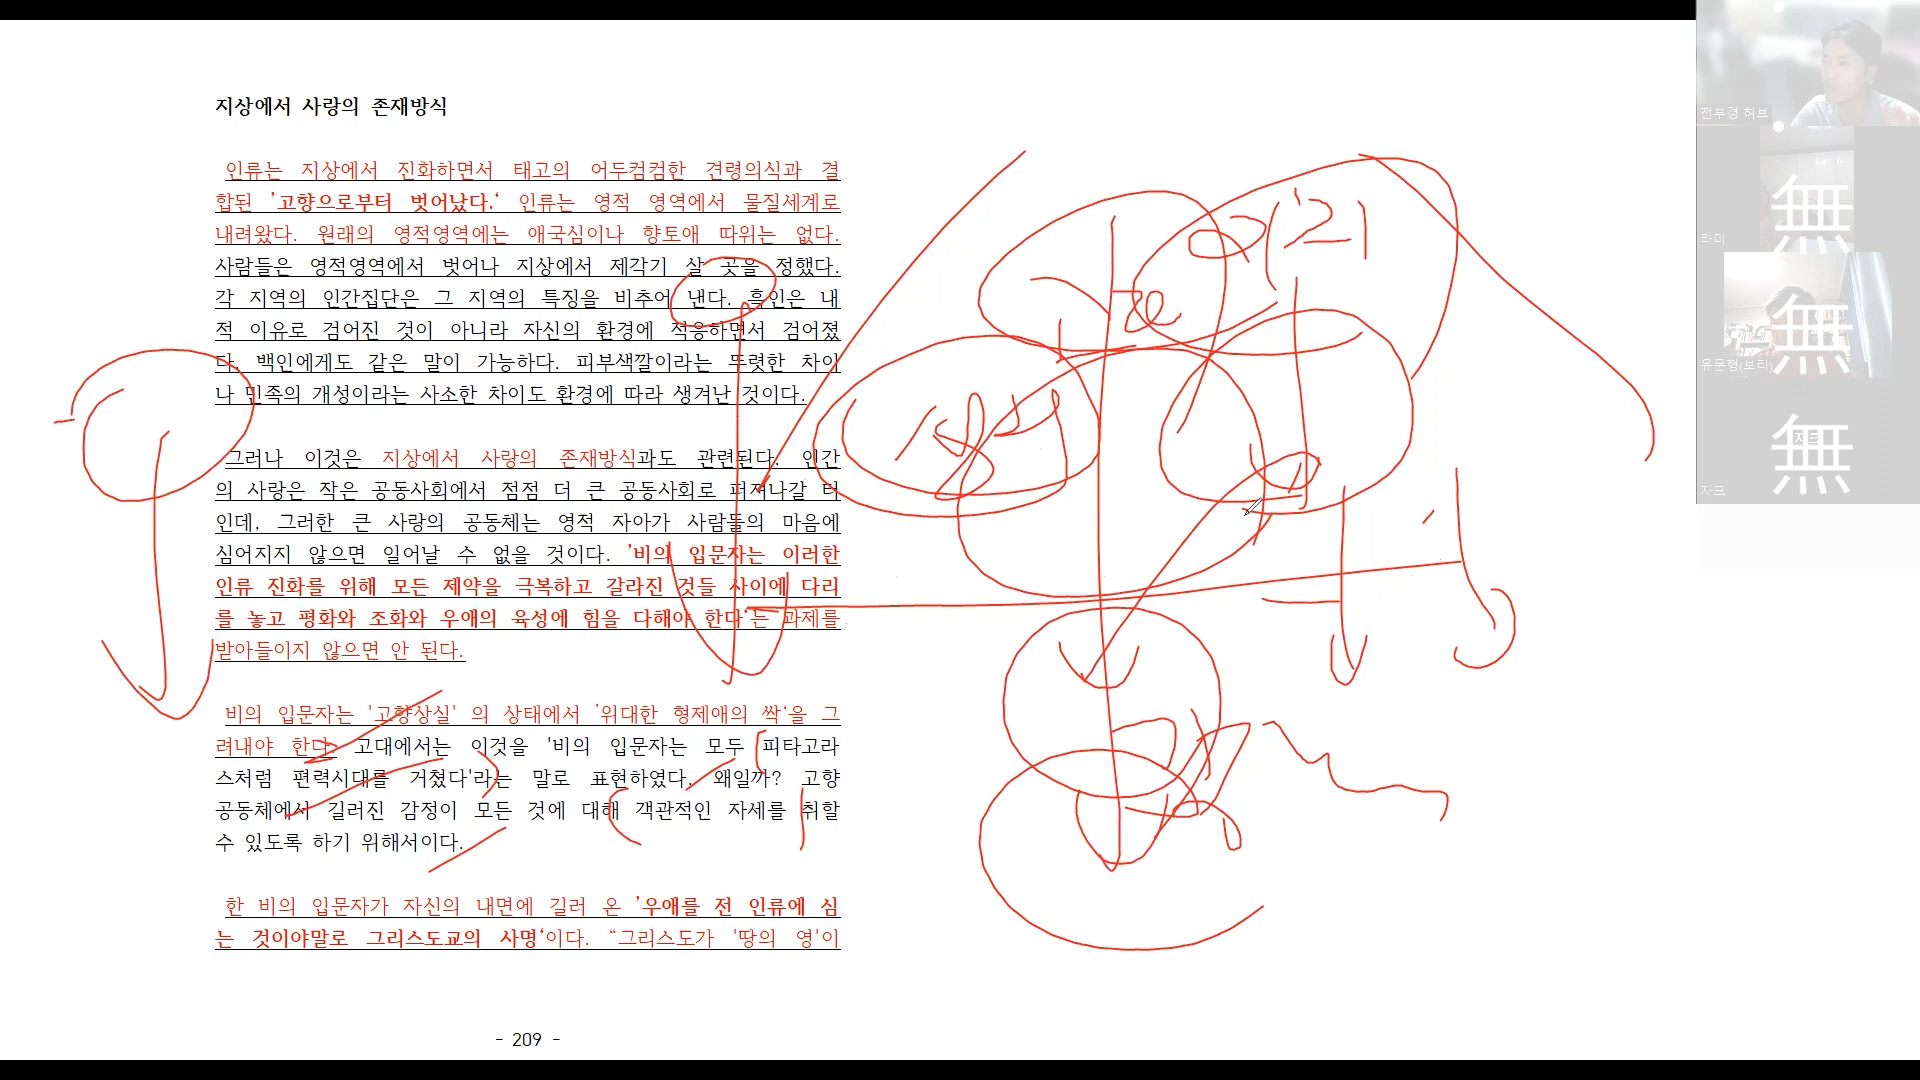 지상에서 사랑의 존재방식
인류는 지상에서 진화하면서 태고의 어두컴컴한 견령의식과 결
합된 '고향으로부터 벗어났다.' 인류는 영적 영역에서 물질세계로
내려왔다. 원래의 영적영역에는 애국심이나 향토애 따위는 없다.
사람들은 영적영역에서 벗어나 지상에서 제각기 살 곳을 정했다.
각 지역의 인간집단은 그 지역의 특징을 비추어 낸다. 흑인은 내
적 이유로 검어진 것이 아니라 자신의 환경에 적응하면서 검어졌
다. 백인에게도 같은 말이 가능하다. 피부색깔이라는 뚜렷한 차이
나 민족의 개성이라는 사소한 차이도 환경에 따라 생겨난 것이다.
그러나 이것은 지상에서 사랑의 존재방식과도 관련된다. 인간
의 사랑은 작은 공동사회에서 점점 더 큰 공동사회로 퍼져나갈 터
인데, 그러한 큰 사랑의 공동체는 영적 자아가 사람들의 마음에
심어지지 않으면 일어날 수 없을 것이다. '비의 입문자는 이러한
인류 진화를 위해 모든 제약을 극복하고 갈라진 것들 사이에 다리
를 놓고 평화와 조화와 우애의 육성에 힘을 다해야 한다'는 과제를
받아들이지 않으면 안 된다.
비의 입문자는 '고향상실' 의 상태에서 '위대한 형제애의 싹'을 그
려내야 한다. 고대에서는 이것을 '비의 입문자는 모두 피타고라
스처럼 편력시대를 거쳤다'라는 말로 표현하였다. 왜일까? 고향
공동체에서 길러진 감정이 모든 것에 대해 객관적인 자세를 취할
수 있도록 하기 위해서이다.
한 비의 입문자가 자신의 내면에 길러 온 '우애를 전 인류에 심
는 것이야말로 그리스도교의 사명'이다. "그리스도가 '땅의 영'이
- 209 -
전부경 허브
無
라미
無
유문형(보리)
無
자크